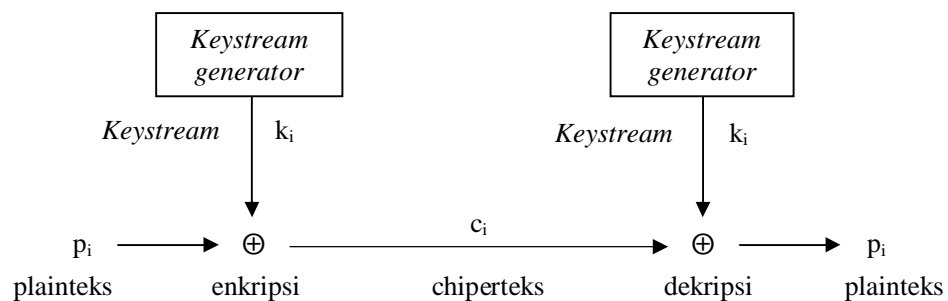 Keystream
generator
Keystream
generator
Keystream kᵢ
Keystream kᵢ
cᵢ
pᵢ ⊕ ⊕ pᵢ
plainteks enkripsi chiperteks dekripsi plainteks